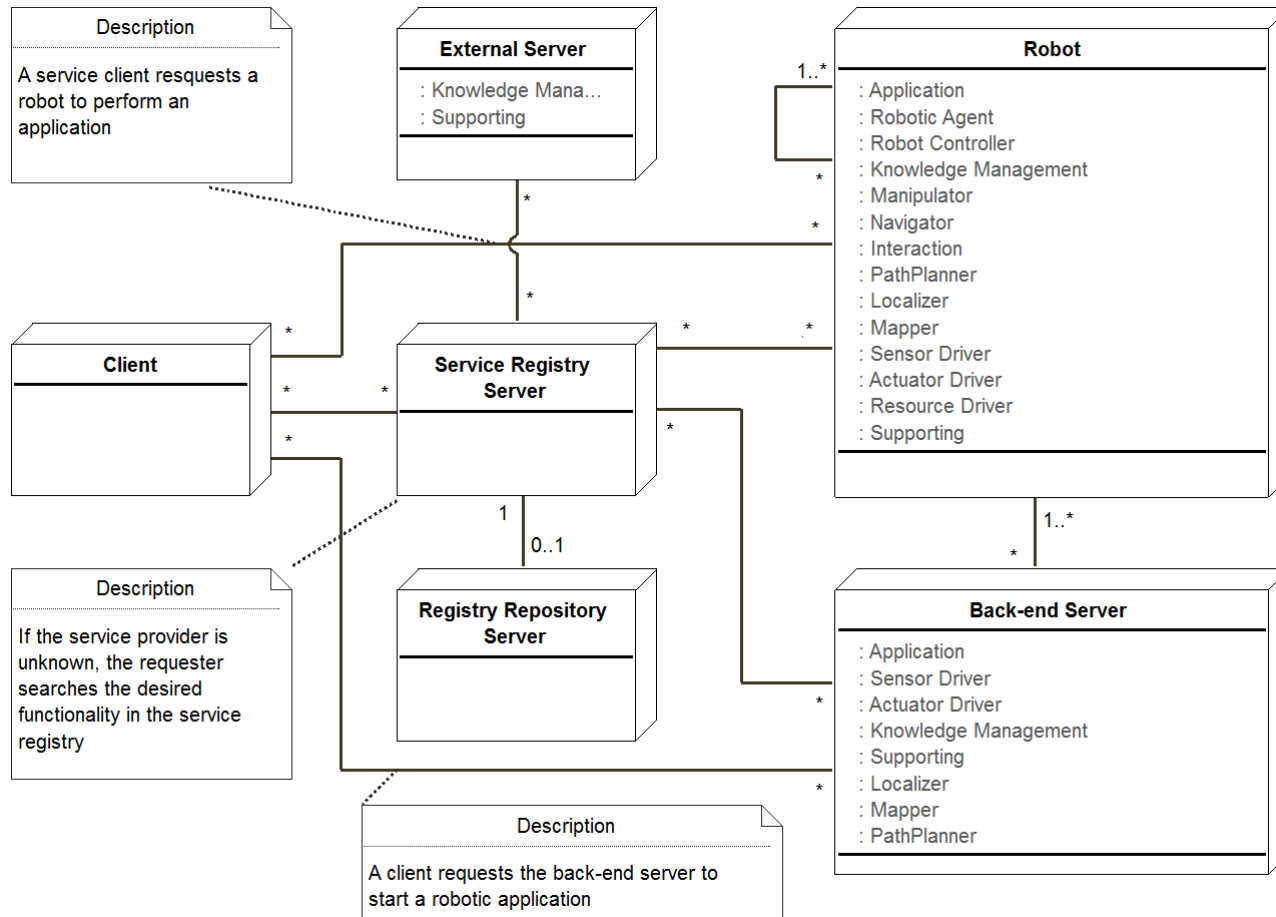 Description
A service client resquests a
robot to perform an
application
External Server
: Knowledge Mana...
: Supporting
Robot
: Application
: Robotic Agent
: Robot Controller
: Knowledge Management
: Manipulator
: Navigator
: Interaction
: PathPlanner
: Localizer
: Mapper
: Sensor Driver
: Actuator Driver
: Resource Driver
: Supporting
1..*
*
*
*
*
*
*
.*
Client
*
*
*
Service Registry
Server
*
1
0..1
1..*
*
Description
If the service provider is
unknown, the requester
searches the desired
functionality in the service
registry
Registry Repository
Server
Back-end Server
: Application
: Sensor Driver
: Actuator Driver
: Knowledge Management
: Supporting
: Localizer
: Mapper
: PathPlanner
*
*
Description
A client requests the back-end server to
start a robotic application